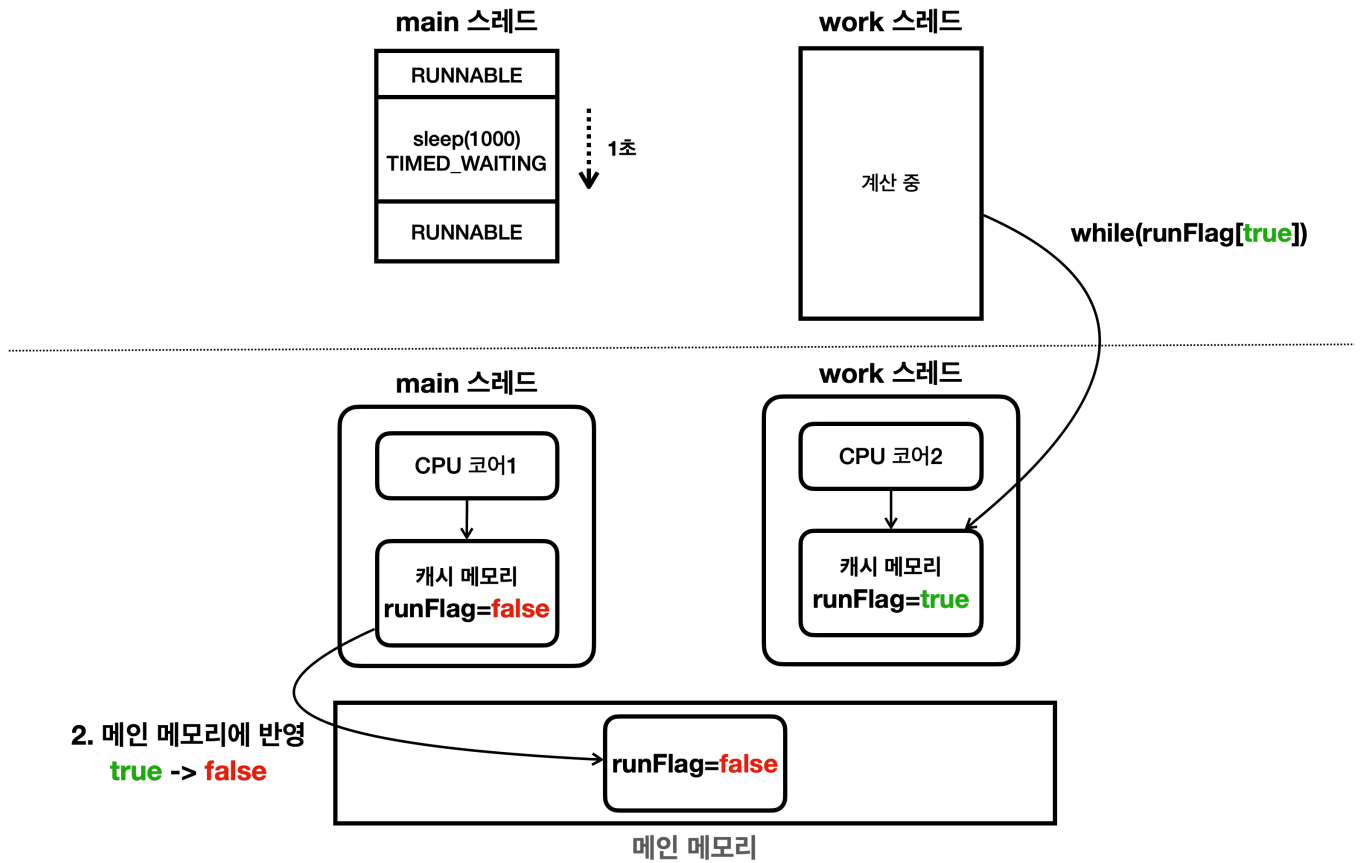 main 스레드
work 스레드
RUNNABLE
sleep(1000)
TIMED_WAITING
1초
RUNNABLE
계산 중
while(runFlag[true])
main 스레드
work 스레드
CPU 코어1
CPU 코어2
캐시 메모리
runFlag=false
캐시 메모리
runFlag=true
2. 메인 메모리에 반영
true -> false
runFlag=false
메인 메모리